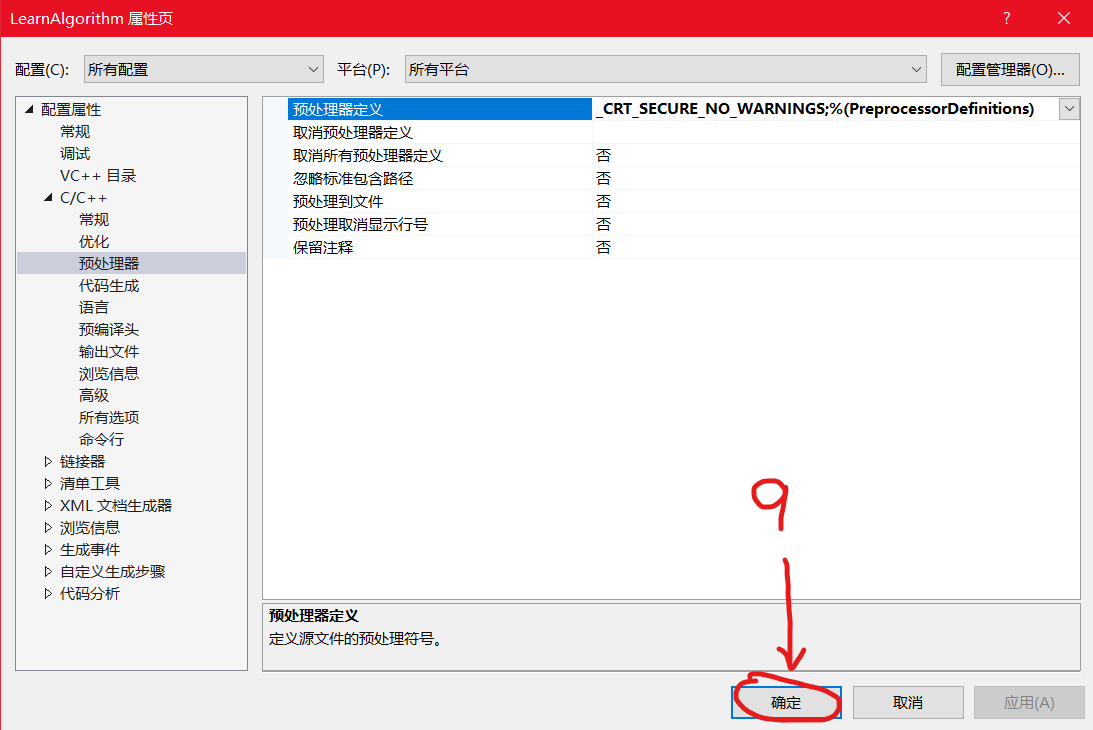 LearnAlgorithm 属性页
配置(C): 所有配置 平台(P): 所有平台 配置管理器(O)...
配置属性
常规
调试
VC++ 目录
C/C++
常规
优化
预处理器
代码生成
语言
预编译头
输出文件
浏览信息
高级
所有选项
命令行
链接器
清单工具
XML 文档生成器
浏览信息
生成事件
自定义生成步骤
代码分析
预处理器定义 _CRT_SECURE_NO_WARNINGS;%(PreprocessorDefinitions)
取消预处理器定义
取消所有预处理器定义 否
忽略标准包含路径 否
预处理到文件 否
预处理取消显示行号 否
保留注释 否
9
预处理器定义
定义源文件的预处理符号。
确定 取消 应用(A)